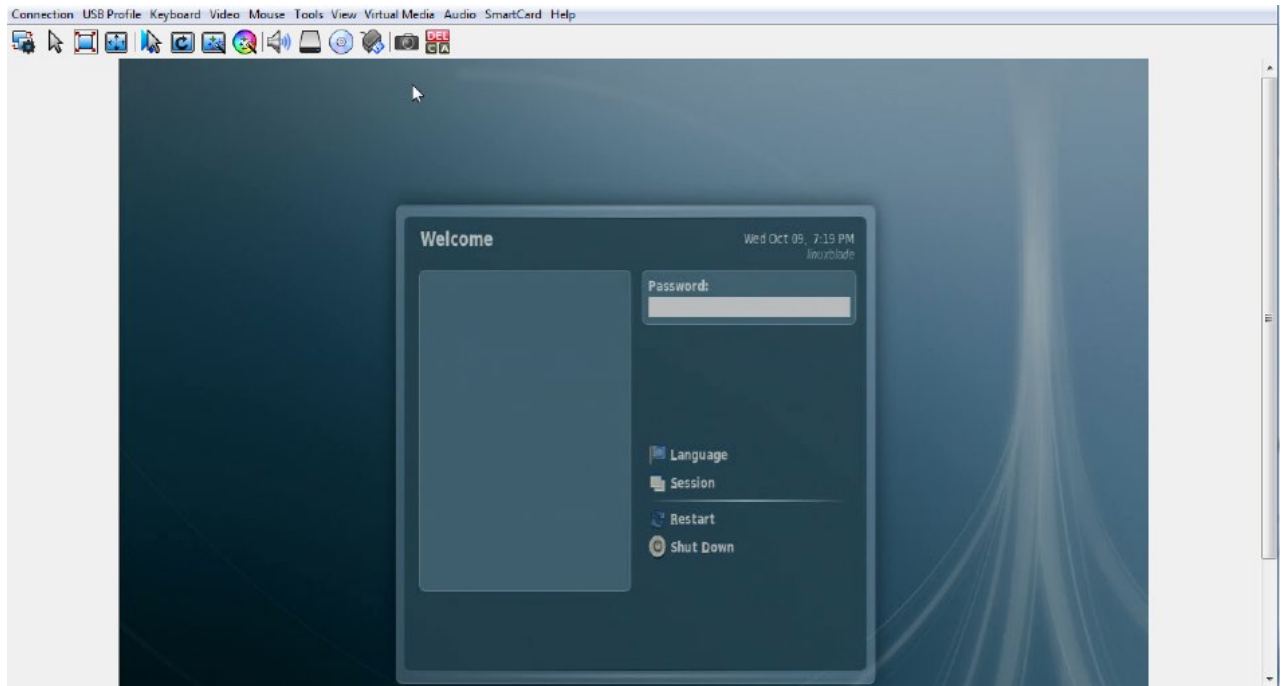 Connection USB Profile Keyboard Video Mouse Tools View Virtual Media Audio SmartCard Help
DEL
C A
Welcome
Wed Oct 09, 7:19 PM
linuxblade
Password:
Language
Session
Restart
Shut Down